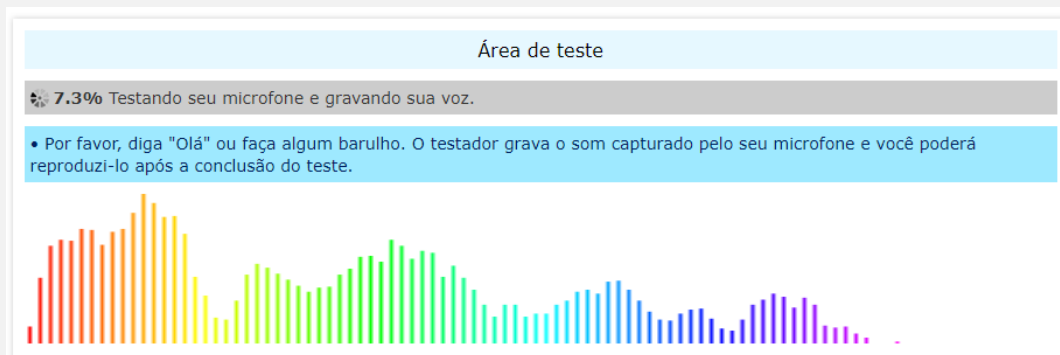 Área de teste
7.3% Testando seu microfone e gravando sua voz.
• Por favor, diga "Olá" ou faça algum barulho. O testador grava o som capturado pelo seu microfone e você poderá
reproduzi-lo após a conclusão do teste.